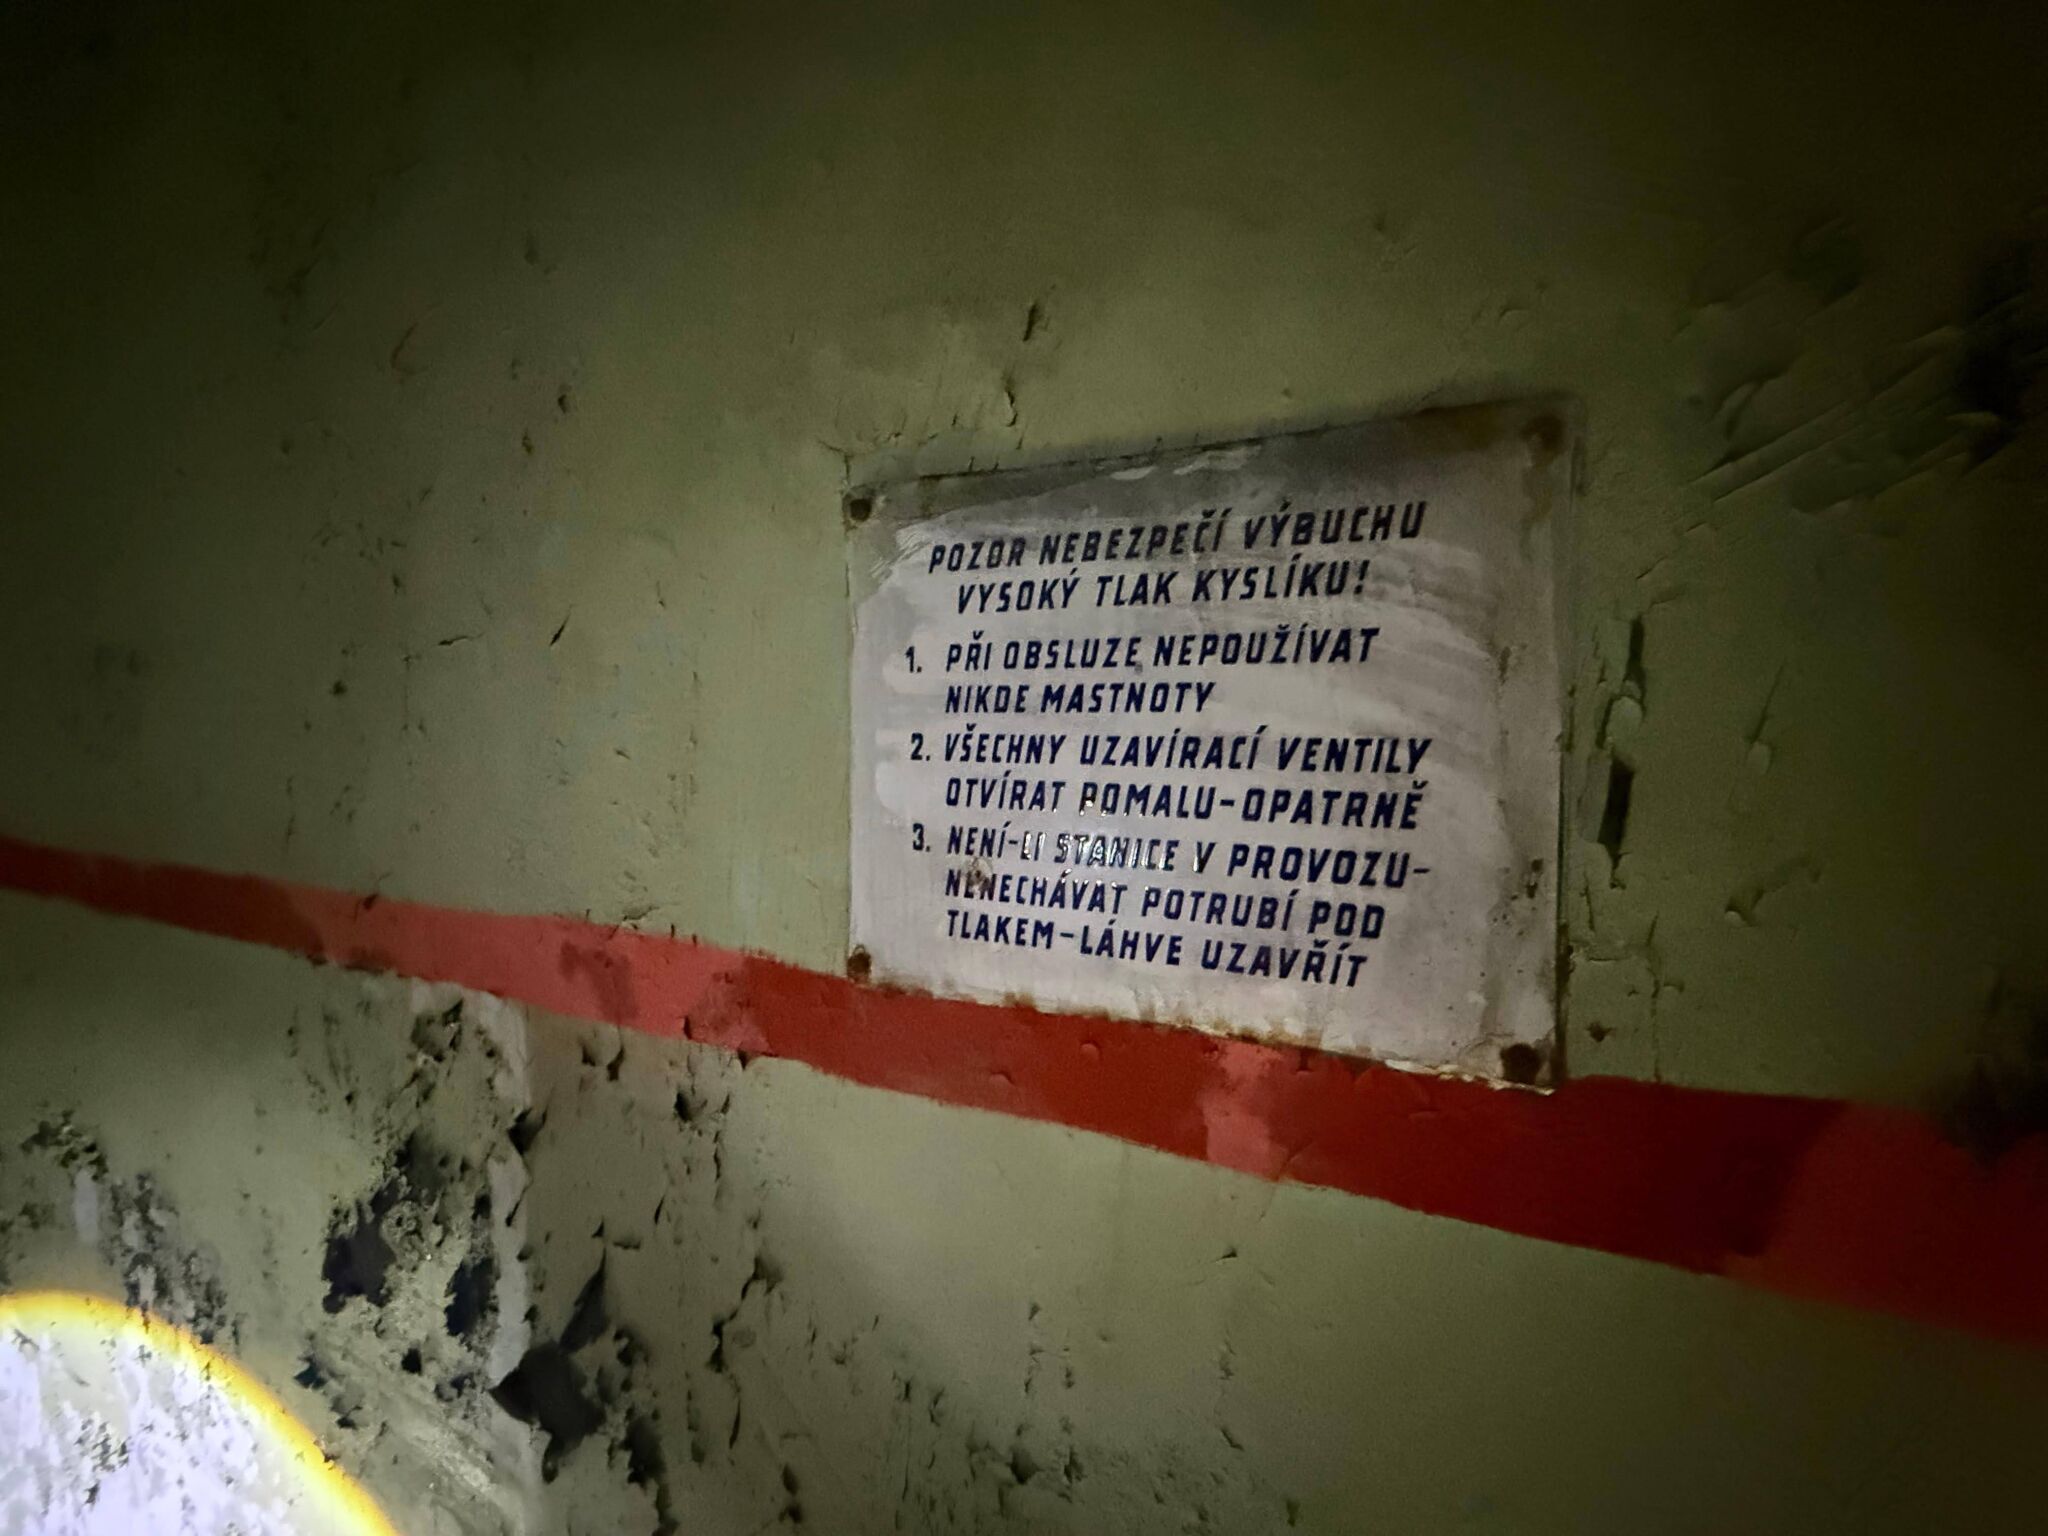 POZOR NEBEZPEČÍ VÝBUCHU
VYSOKÝ TLAK KYSLÍKU!
1. PŘI OBSLUZE NEPOUŽÍVAT
NIKDE MASTNOTY
2. VŠECHNY UZAVÍRACÍ VENTILY
OTVÍRAT POMALU-OPATRNĚ
3. NENÍ-LI STANICE V PROVOZU-
NENECHÁVAT POTRUBÍ POD
TLAKEM-LÁHVE UZAVŘÍT